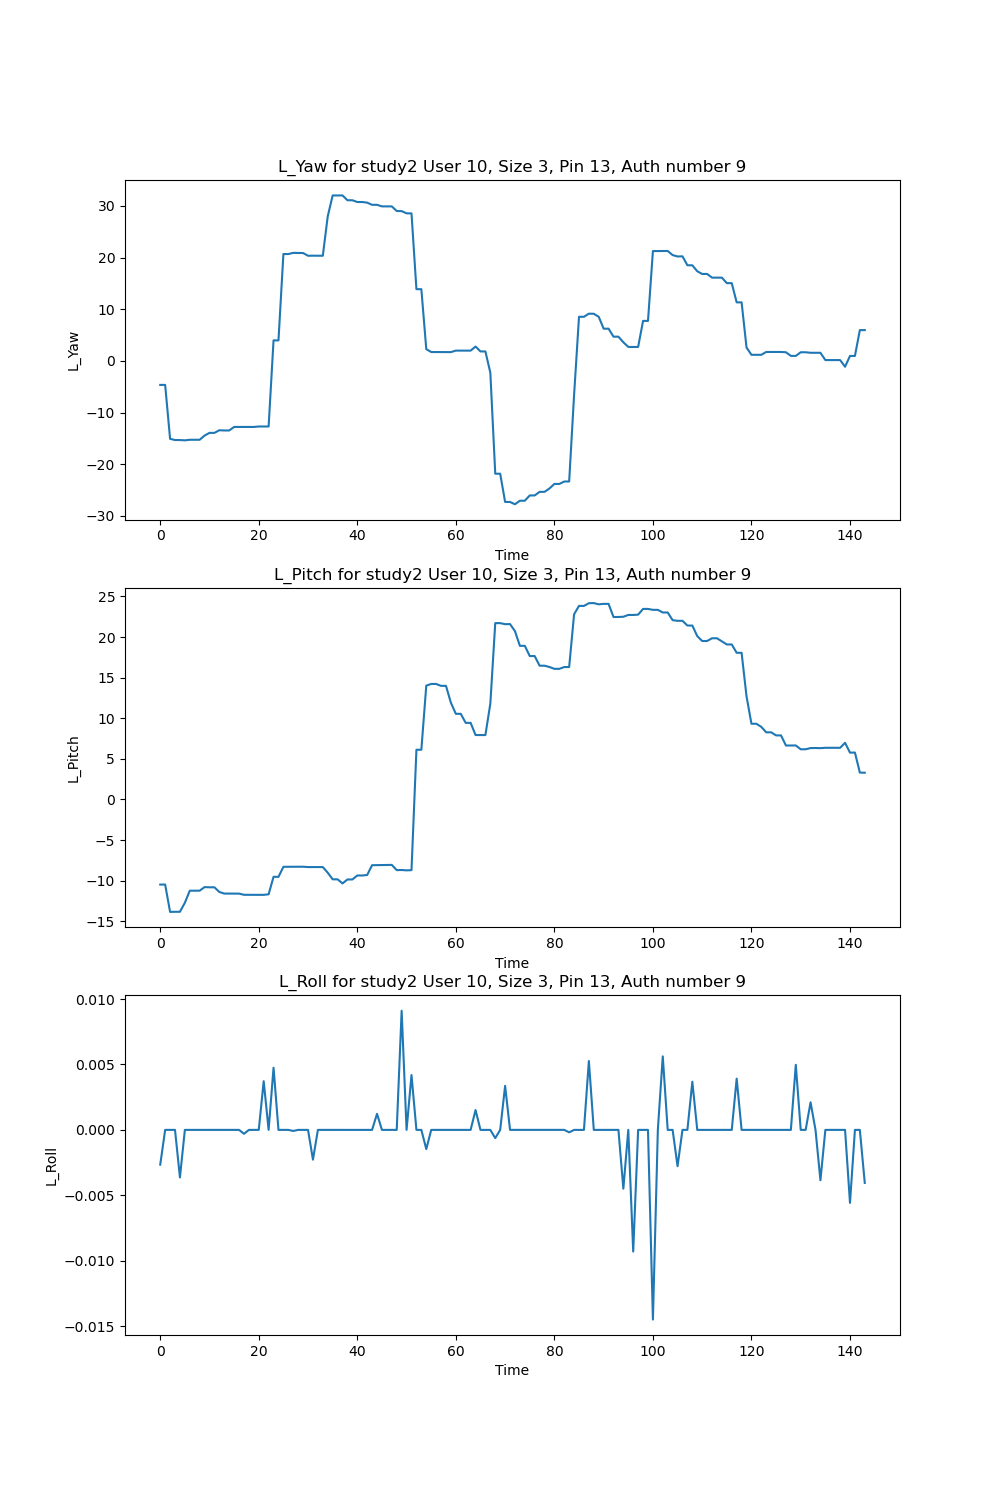 L_Yaw for study2 User 10, Size 3, Pin 13, Auth number 9
30
20
10
0
−10
−20
−30
L_Yaw
0 20 40 60 80 100 120 140
Time
L_Pitch for study2 User 10, Size 3, Pin 13, Auth number 9
25
20
15
10
5
0
−5
−10
−15
L_Pitch
0 20 40 60 80 100 120 140
Time
L_Roll for study2 User 10, Size 3, Pin 13, Auth number 9
0.010
0.005
0.000
−0.005
−0.010
−0.015
L_Roll
0 20 40 60 80 100 120 140
Time